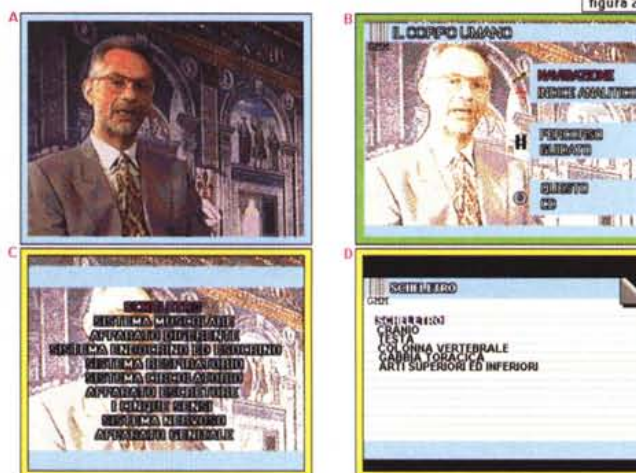 figura 2
A
B
IL CORPO UMANO
NAVIGAZIONE
INDICE ANALITICO
PERCORSO
GUIDATO
QUESTO
CD
C
SCHELETRO
SISTEMA MUSCOLARE
APPARATO DIGERENTE
SISTEMA ENDOCRINO ED ESOCRINO
SISTEMA RESPIRATORIO
SISTEMA CIRCOLATORIO
APPARATO ESCRETORE
I CINQUE SENSI
SISTEMA NERVOSO
APPARATO GENITALE
D
SCHELETRO
SCHELETRO
CRANIO
TESTA
COLONNA VERTEBRALE
GABBIA TORACICA
ARTI SUPERIORI ED INFERIORI